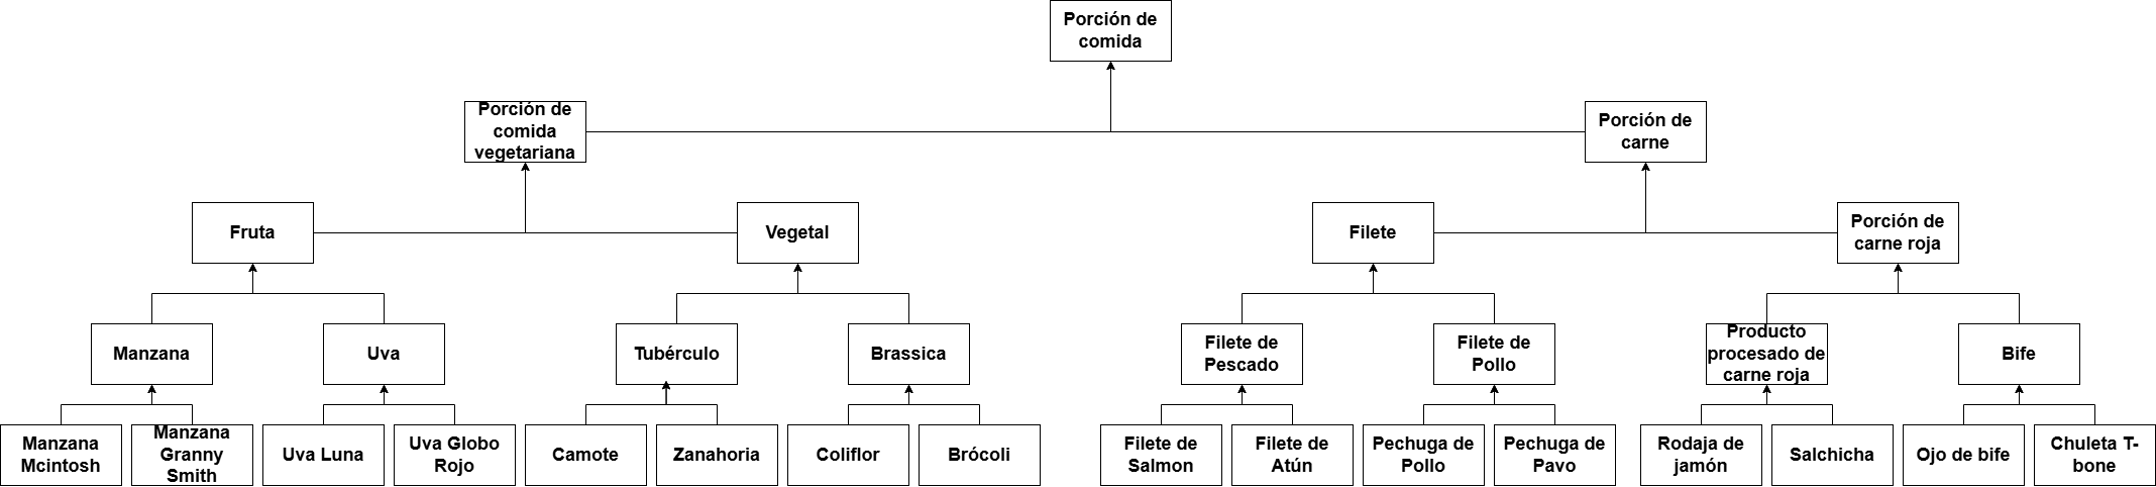 Porción de
comida
Porción de
comida
vegetariana
Porción de
carne
Fruta
Vegetal
Filete
Porción de
carne roja
Manzana
Uva
Tubérculo
Brassica
Filete de
Pescado
Filete de
Pollo
Producto
procesado de
carne roja
Bife
Manzana
Mcintosh
Manzana
Granny
Smith
Uva Luna
Uva Globo
Rojo
Camote
Zanahoria
Coliflor
Brócoli
Filete de
Salmon
Filete de
Atún
Pechuga de
Pollo
Pechuga de
Pavo
Rodaja de
jamón
Salchicha
Ojo de bife
Chuleta T-
bone